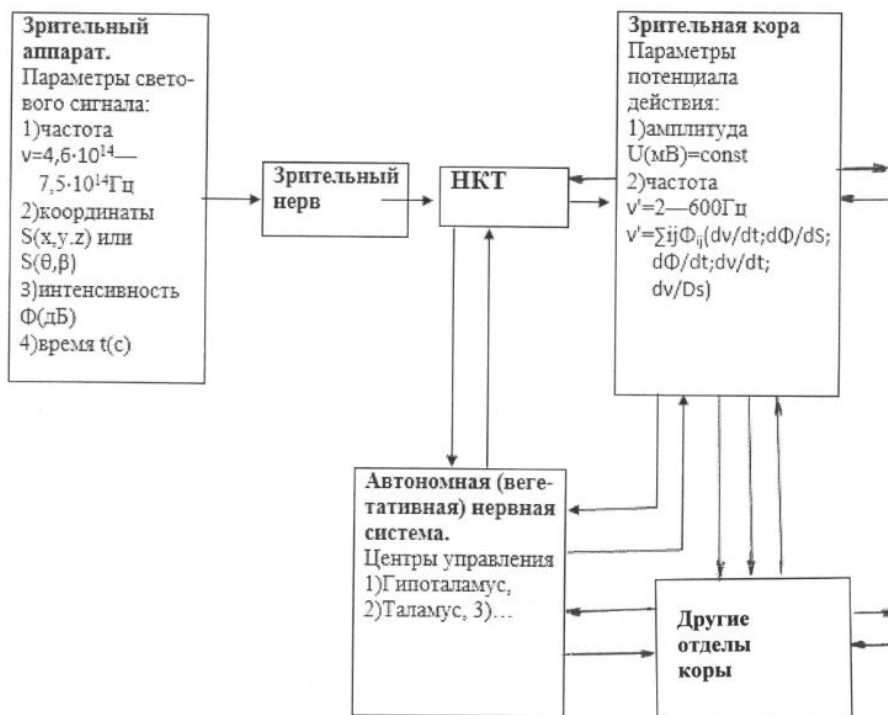 Зрительный
аппарат.
Параметры свето-
вого сигнала:
1)частота
ν=4,6·10¹⁴—
7,5·10¹⁴Гц
2)координаты
S(x,y.z) или
S(θ,β)
3)интенсивность
Φ(дБ)
4)время t(c)
Зрительный
нерв
НКТ
Зрительная кора
Параметры
потенциала
действия:
1)амплитуда
U(мВ)=const
2)частота
ν'=2—600Гц
ν'=∑ijΦᵢⱼ(dν/dt;dΦ/dS;
dΦ/dt;dν/dt;
dν/Ds)
Автономная (веге-
тативная) нервная
система.
Центры управления
1)Гипоталамус,
2)Таламус, 3)…
Другие
отделы
коры